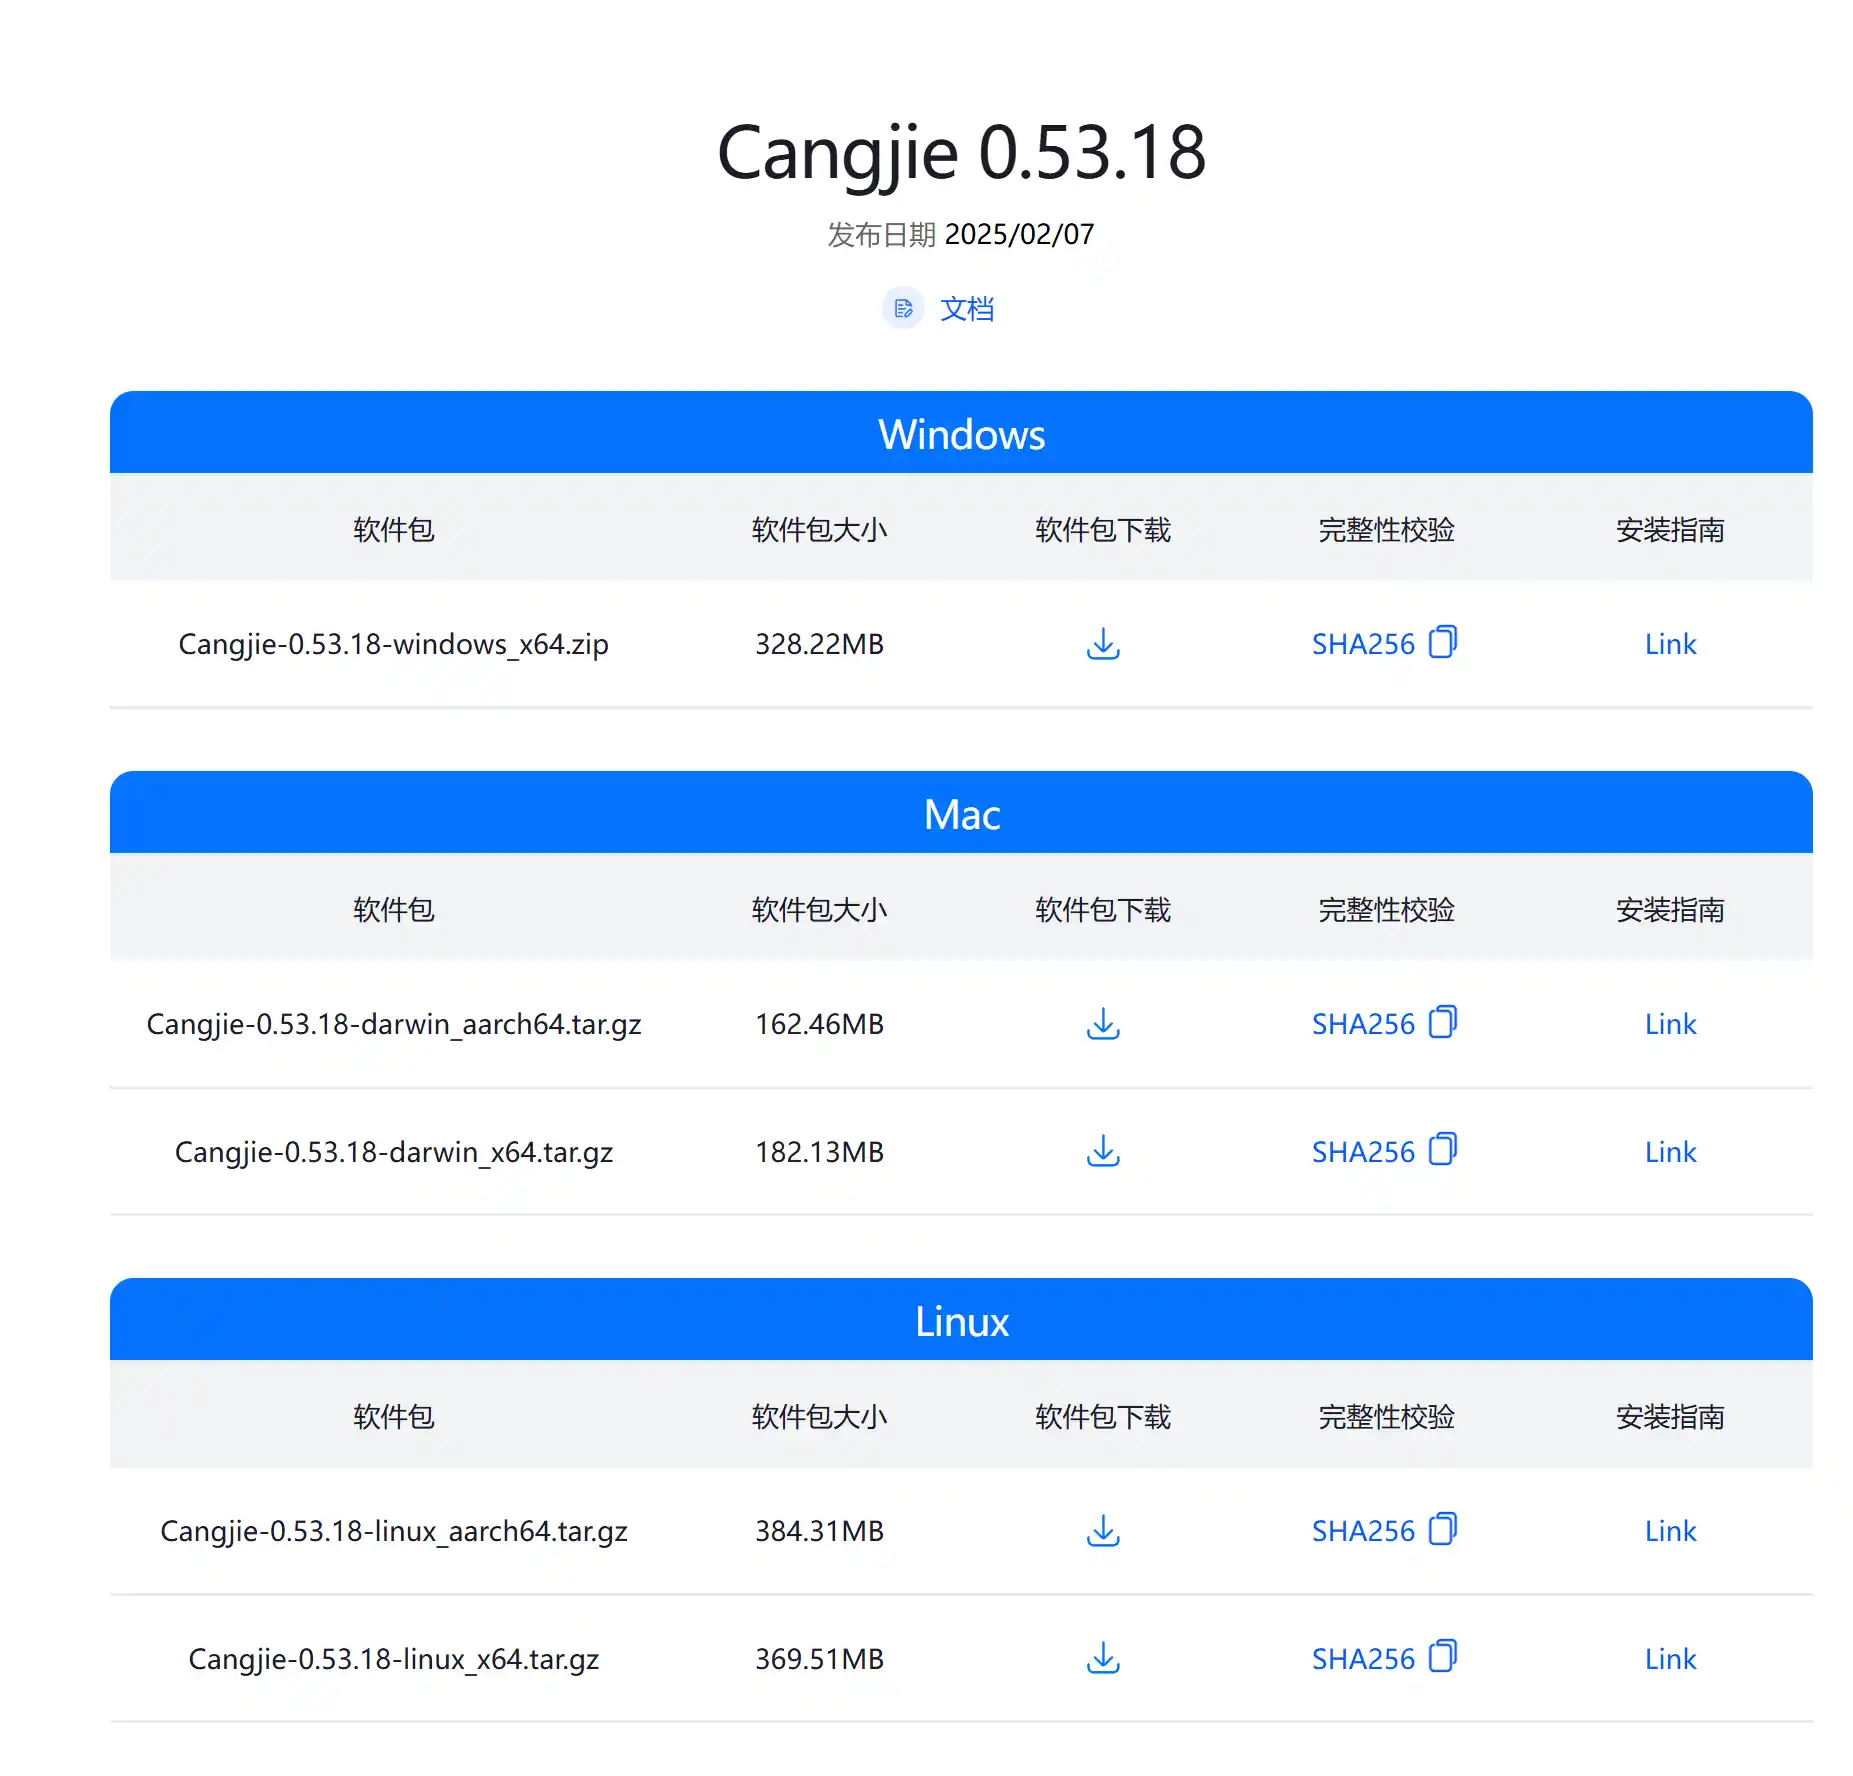 Cangjie 0.53.18
发布日期 2025/02/07
文档
Windows
软件包 软件包大小 软件包下载 完整性校验 安装指南
Cangjie-0.53.18-windows_x64.zip 328.22MB SHA256 Link
Mac
软件包 软件包大小 软件包下载 完整性校验 安装指南
Cangjie-0.53.18-darwin_aarch64.tar.gz 162.46MB SHA256 Link
Cangjie-0.53.18-darwin_x64.tar.gz 182.13MB SHA256 Link
Linux
软件包 软件包大小 软件包下载 完整性校验 安装指南
Cangjie-0.53.18-linux_aarch64.tar.gz 384.31MB SHA256 Link
Cangjie-0.53.18-linux_x64.tar.gz 369.51MB SHA256 Link